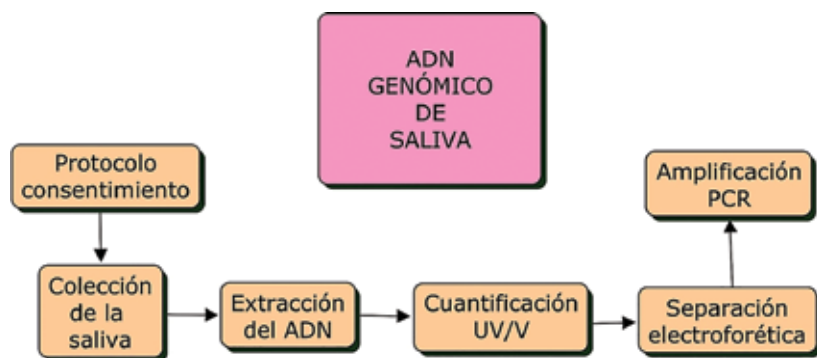 ADN
GENÓMICO
DE
SALIVA
Protocolo
consentimiento
Colección
de la
saliva
Extracción
del ADN
Cuantificación
UV/V
Separación
electroforética
Amplificación
PCR